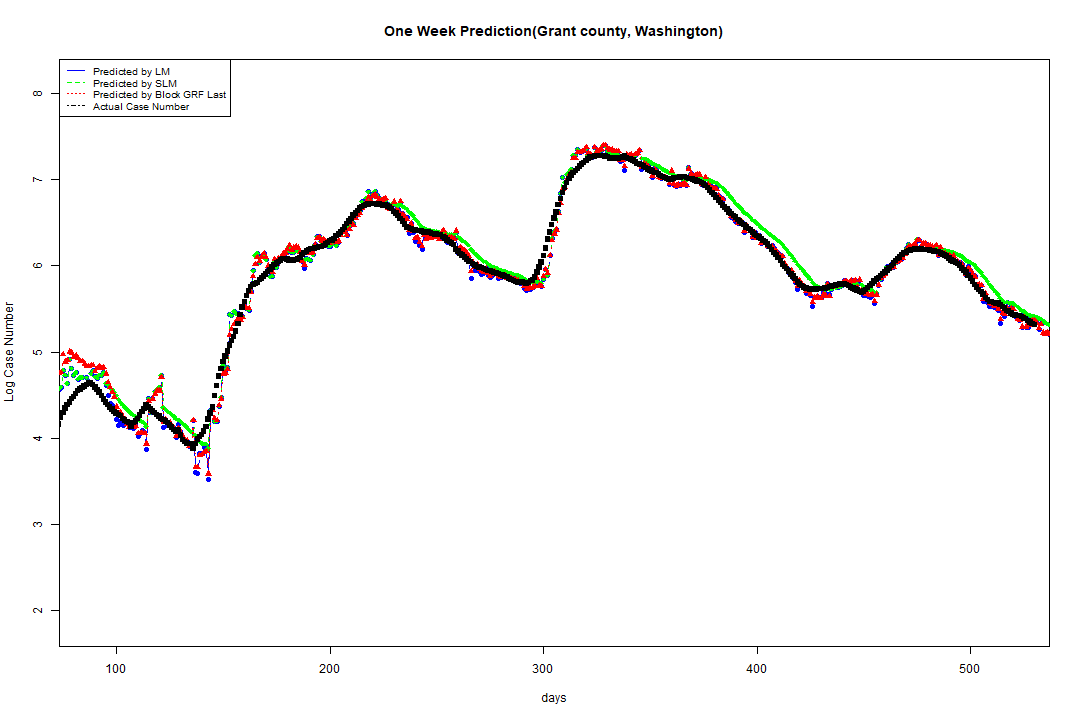 One Week Prediction(Grant county, Washington)
Predicted by LM
Predicted by SLM
Predicted by Block GRF Last
Actual Case Number
8
7
6
5
4
3
2
Log Case Number
100 200 300 400 500
days